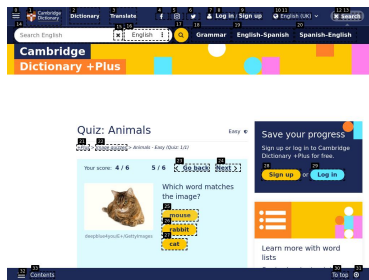 Cambridge Dictionary
Dictionary
Translate
Log in / Sign up
English (UK)
Search
Search English
English
Grammar
English–Spanish
Spanish–English
Cambridge
Dictionary +Plus
Quiz: Animals
Easy
Animals - Easy (Quiz: 1/1)
Your score: 4 / 6
5 / 6
< Go back
Next >
Which word matches
the image?
mouse
rabbit
cat
Save your progress
Sign up or log in to Cambridge
Dictionary +Plus for free.
Sign up or Log in
Learn more with word
lists
Contents
To top